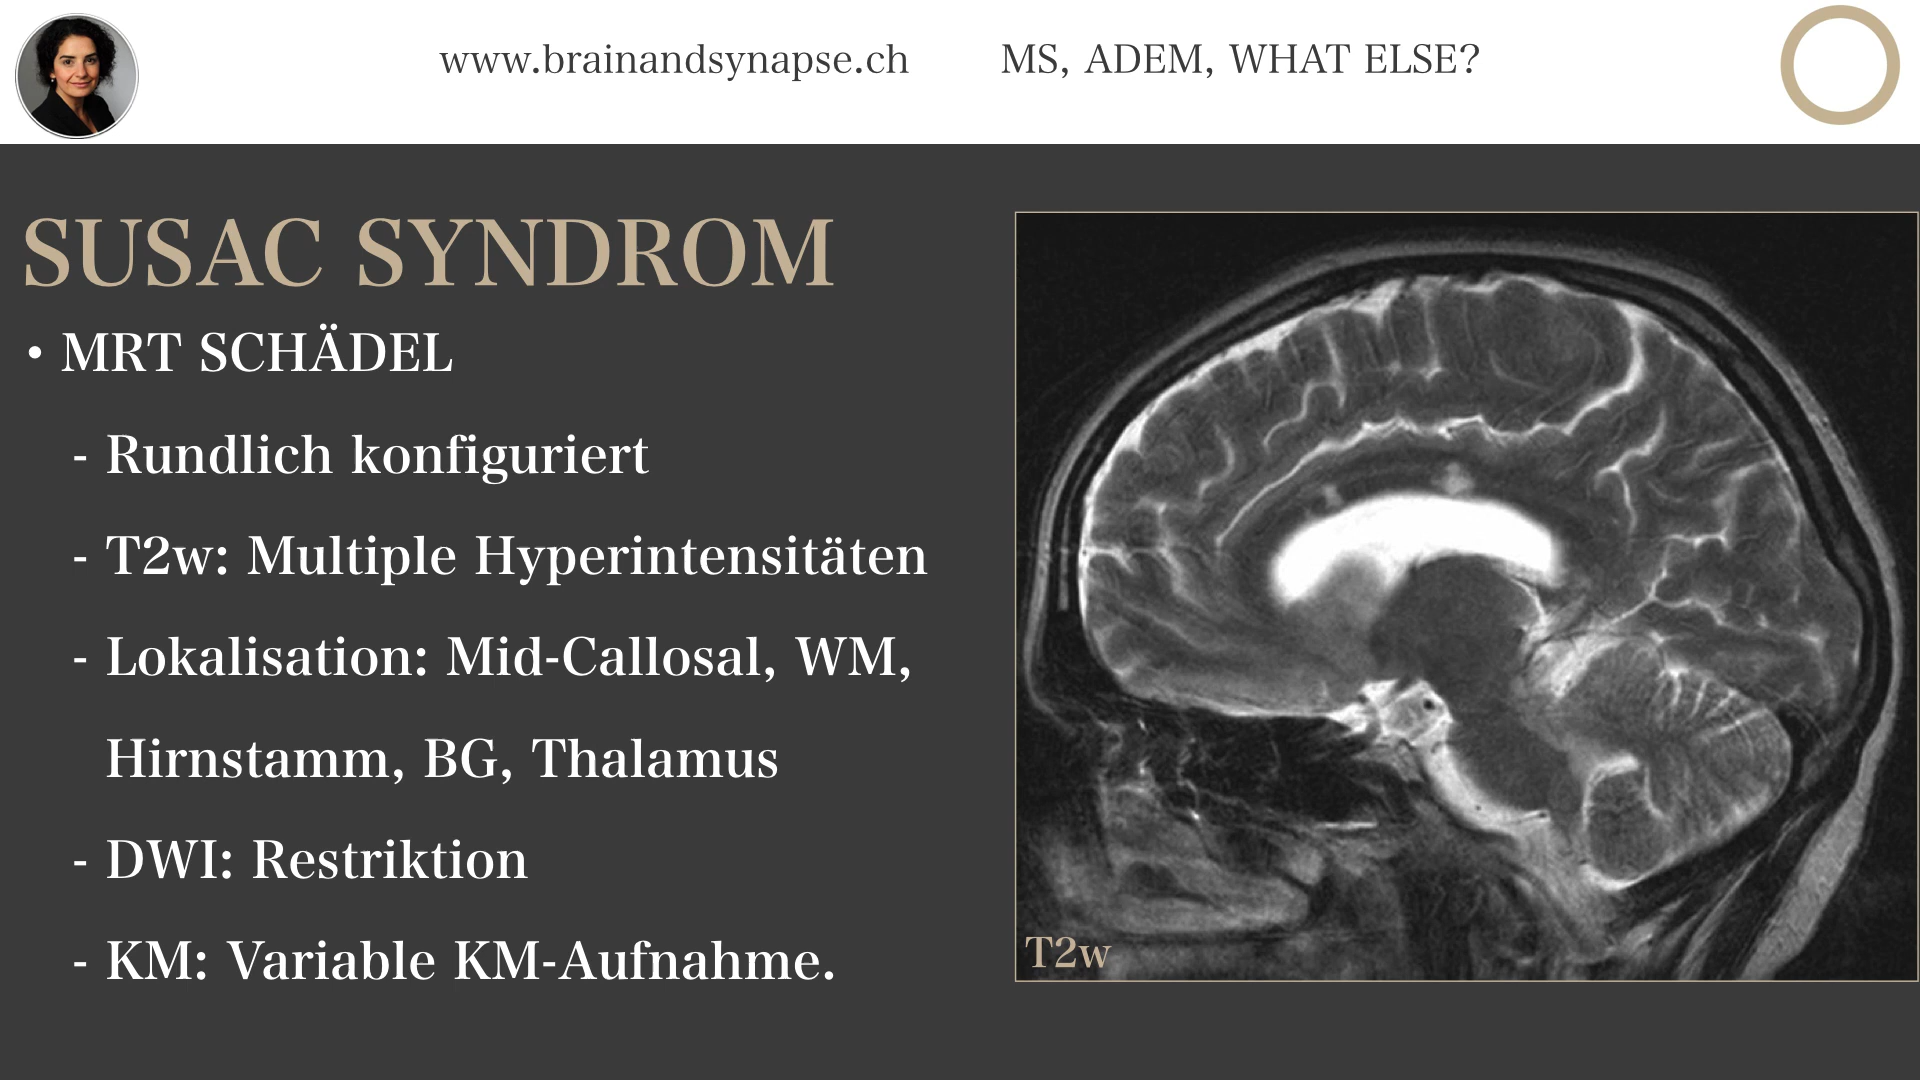 www.brainandsynapse.ch MS, ADEM, WHAT ELSE?
SUSAC SYNDROM
• MRT SCHÄDEL
- Rundlich konfiguriert
- T2w: Multiple Hyperintensitäten
- Lokalisation: Mid-Callosal, WM,
Hirnstamm, BG, Thalamus
- DWI: Restriktion
- KM: Variable KM-Aufnahme.
T2w